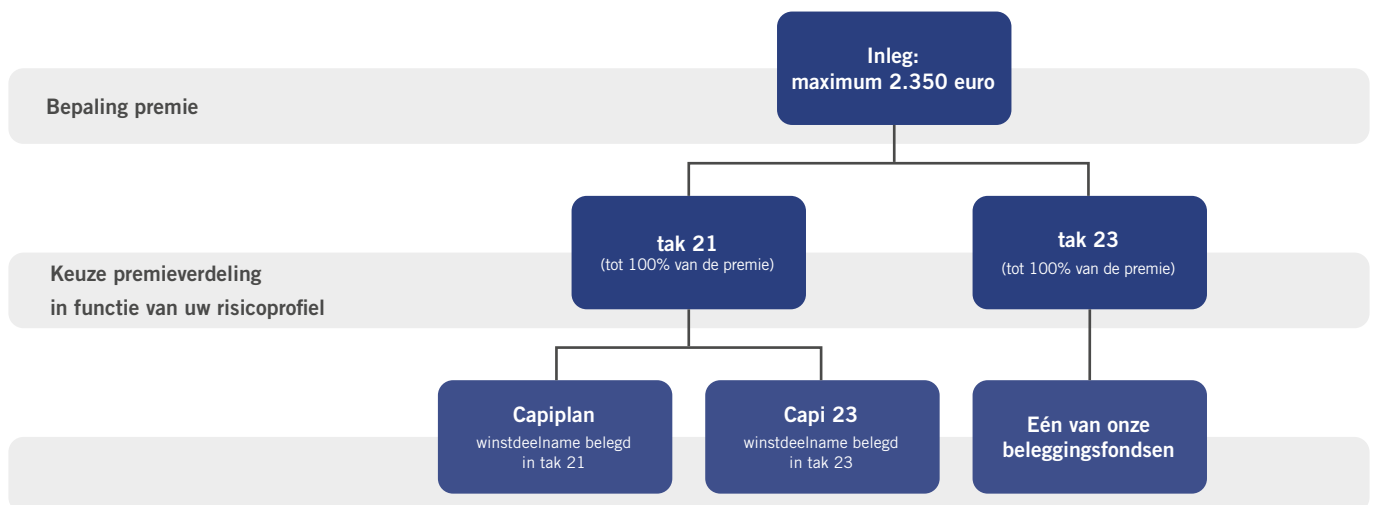 Inleg:
maximum 2.350 euro
Bepaling premie
tak 21
(tot 100% van de premie)
tak 23
(tot 100% van de premie)
Keuze premieverdeling
in functie van uw risicoprofiel
Capiplan
winstdeelname belegd
in tak 21
Capi 23
winstdeelname belegd
in tak 23
Eén van onze
beleggingsfondsen